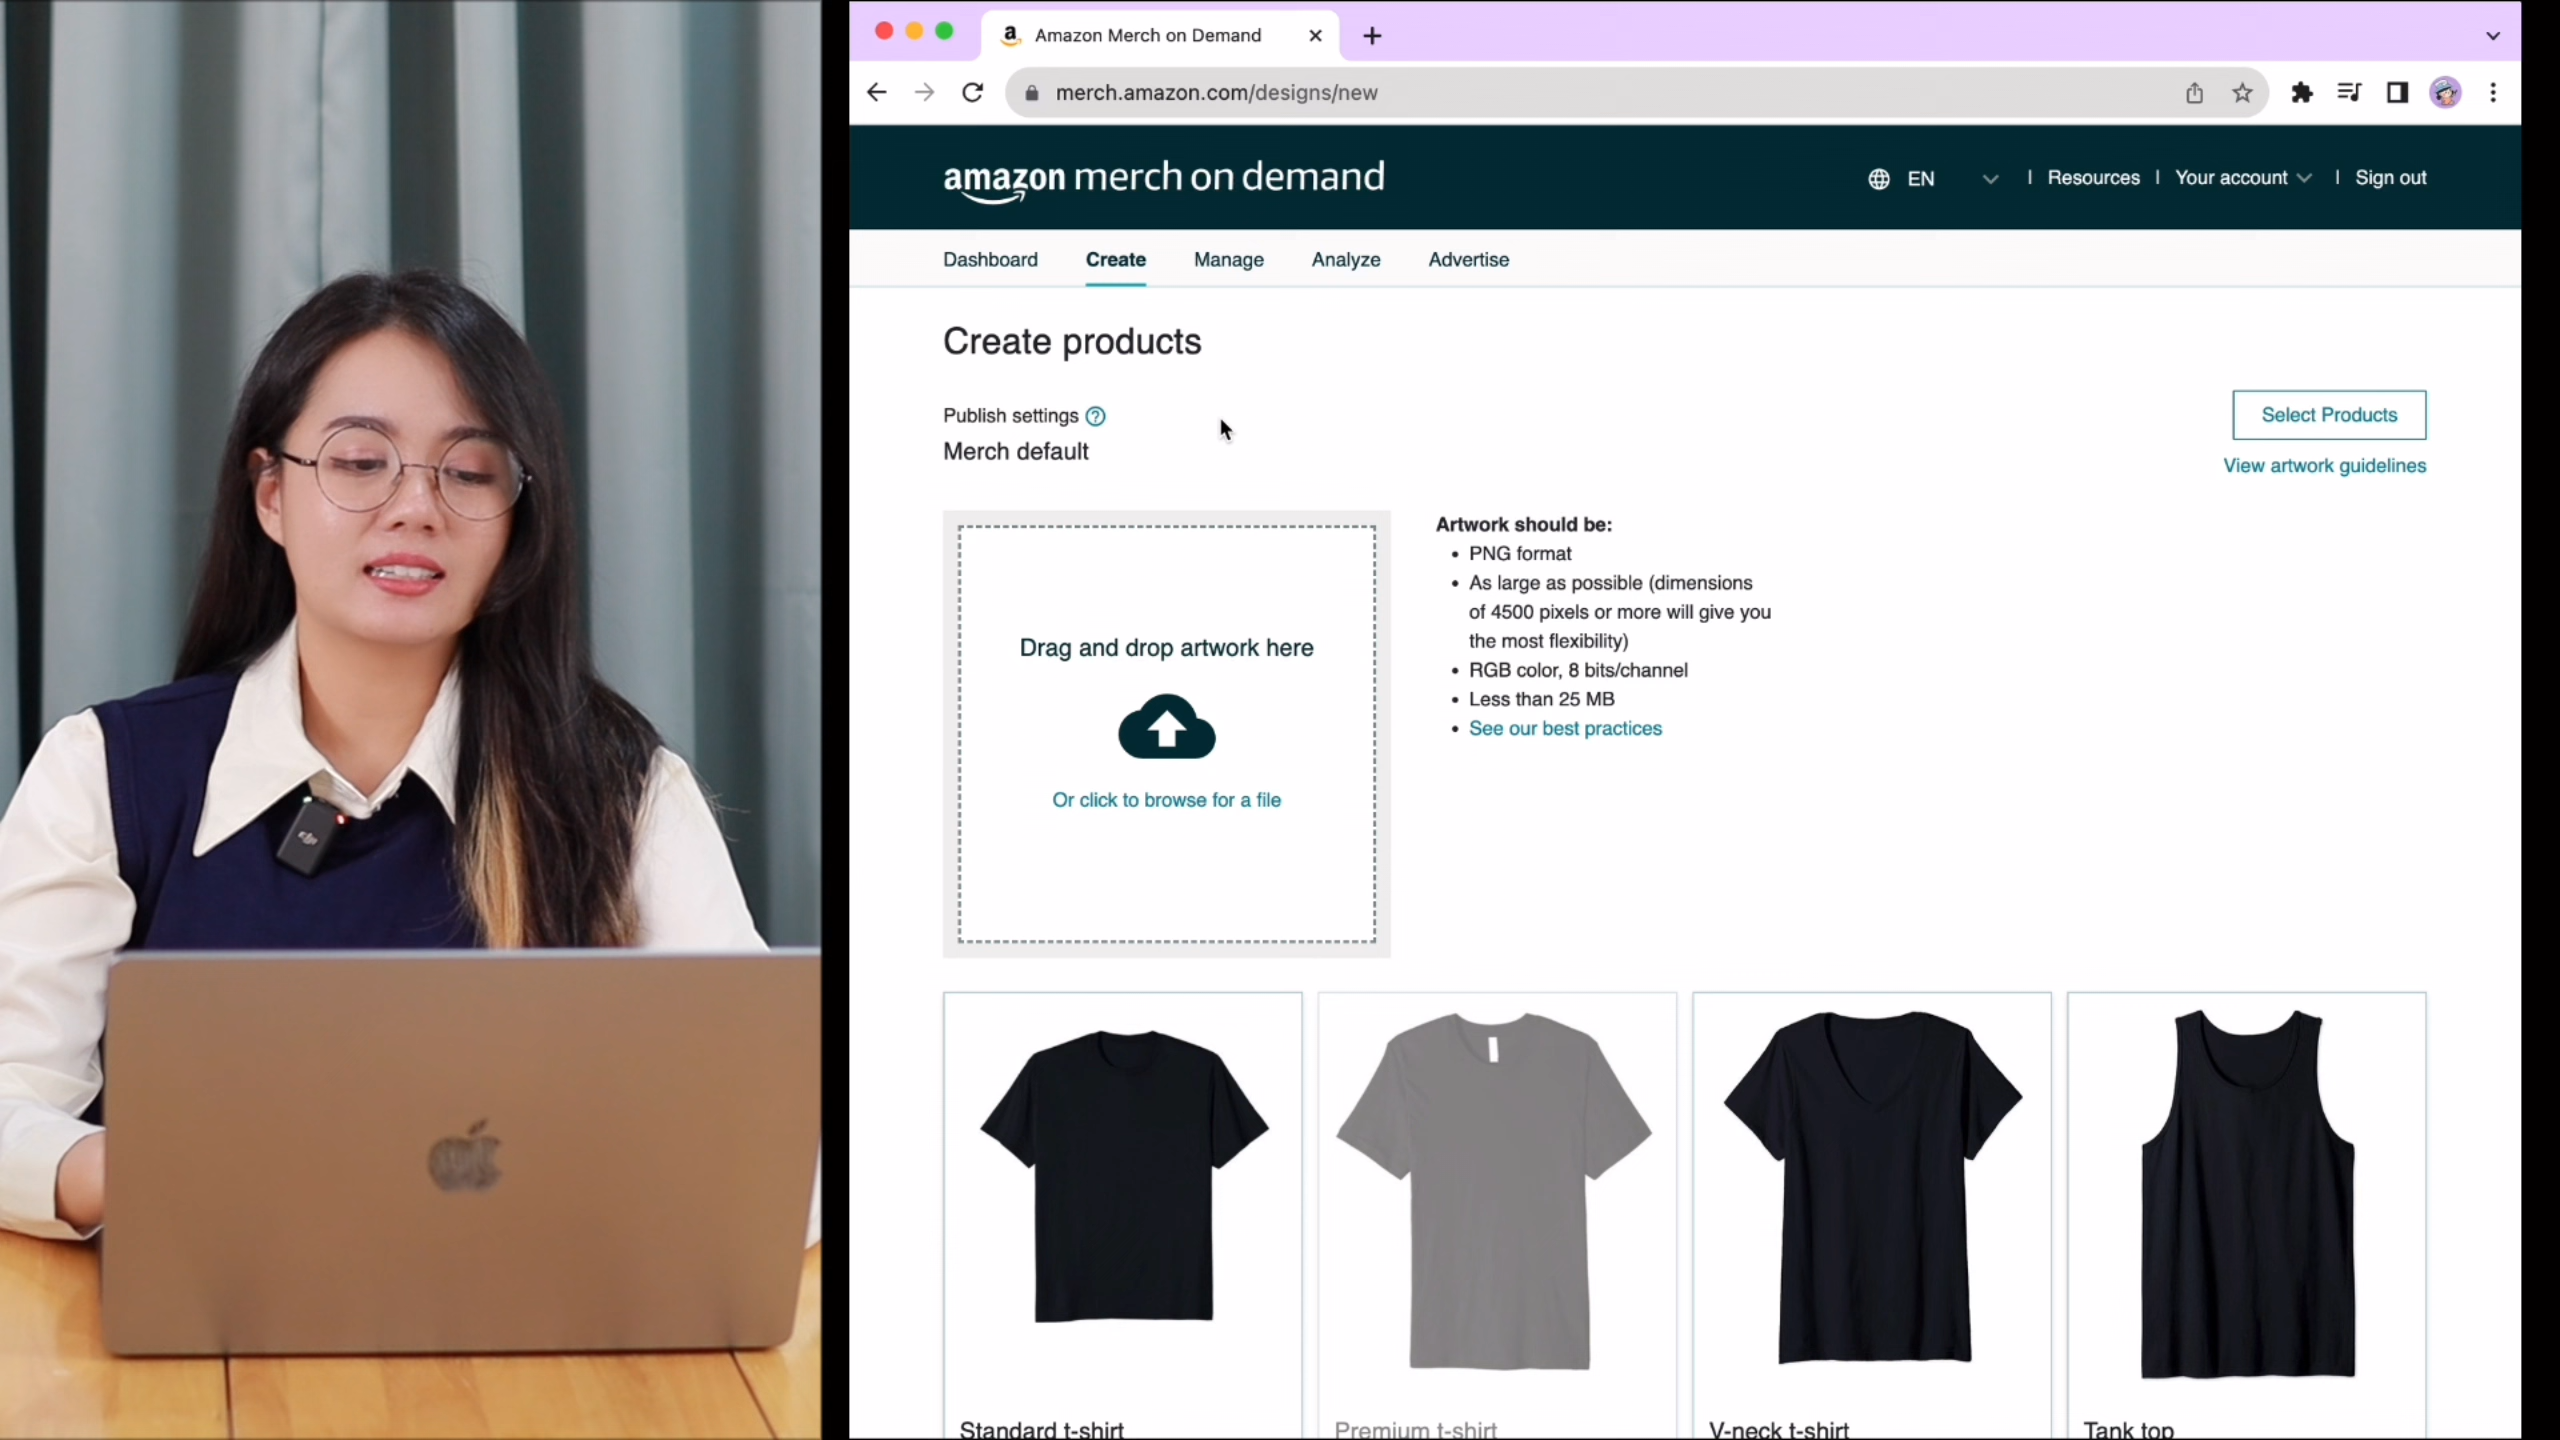 dji
Amazon Merch on Demand
merch.amazon.com/designs/new
amazon merch on demand
EN
Resources
Your account
Sign out
Dashboard
Create
Manage
Analyze
Advertise
Create products
Publish settings ?
Merch default
Select Products
View artwork guidelines
Drag and drop artwork here
Or click to browse for a file
Artwork should be:
• PNG format
• As large as possible (dimensions
of 4500 pixels or more will give you
the most flexibility)
• RGB color, 8 bits/channel
• Less than 25 MB
• See our best practices
Standard t-shirt
Premium t-shirt
V-neck t-shirt
Tank top